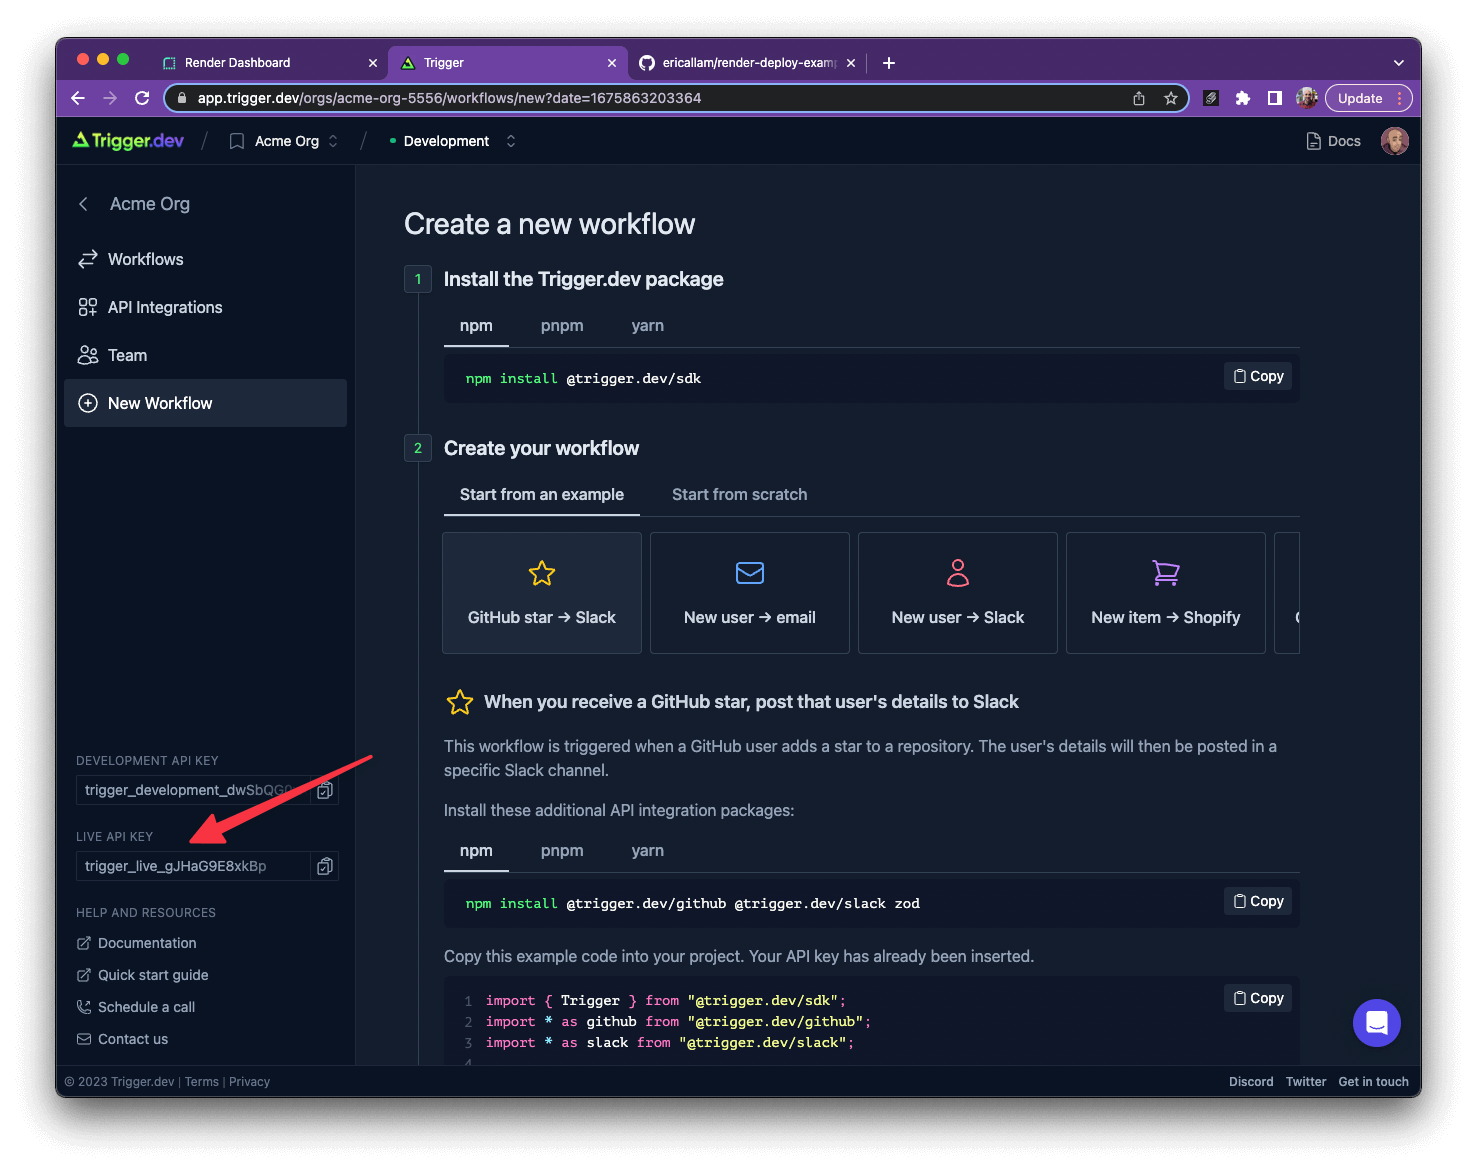 Render Dashboard
Trigger
ericallam/render-deploy-examp
app.trigger.dev/orgs/acme-org-5556/workflows/new?date=1675863203364
Update
Trigger.dev / Acme Org / Development
Docs
Acme Org
Workflows
API Integrations
Team
New Workflow
DEVELOPMENT API KEY
trigger_development_dwSbQG
LIVE API KEY
trigger_live_gJHaG9E8xkBp
HELP AND RESOURCES
Documentation
Quick start guide
Schedule a call
Contact us
Create a new workflow
1 Install the Trigger.dev package
npm pnpm yarn
npm install @trigger.dev/sdk
Copy
2 Create your workflow
Start from an example Start from scratch
GitHub star → Slack
New user → email
New user → Slack
New item → Shopify
When you receive a GitHub star, post that user's details to Slack
This workflow is triggered when a GitHub user adds a star to a repository. The user's details will then be posted in a
specific Slack channel.
Install these additional API integration packages:
npm pnpm yarn
npm install @trigger.dev/github @trigger.dev/slack zod
Copy
Copy this example code into your project. Your API key has already been inserted.
1 import { Trigger } from "@trigger.dev/sdk";
2 import * as github from "@trigger.dev/github";
3 import * as slack from "@trigger.dev/slack";
4
Copy
© 2023 Trigger.dev | Terms | Privacy
Discord Twitter Get in touch